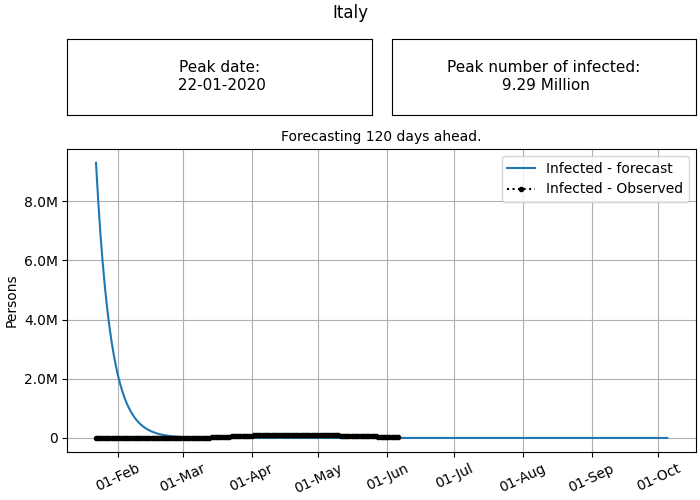 Italy
Peak date:
22-01-2020
Peak number of infected:
9.29 Million
Forecasting 120 days ahead.
Infected - forecast
Infected - Observed
Persons
8.0M
6.0M
4.0M
2.0M
0
01-Feb
01-Mar
01-Apr
01-May
01-Jun
01-Jul
01-Aug
01-Sep
01-Oct